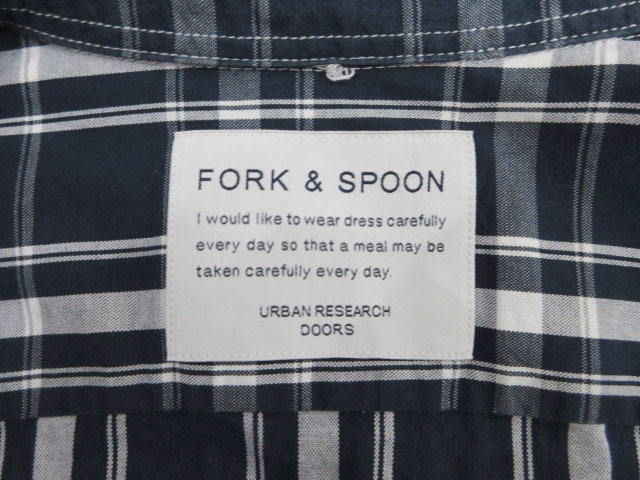 FORK & SPOON
I would like to wear dress carefully
every day so that a meal may be
taken carefully every day.
URBAN RESEARCH
DOORS